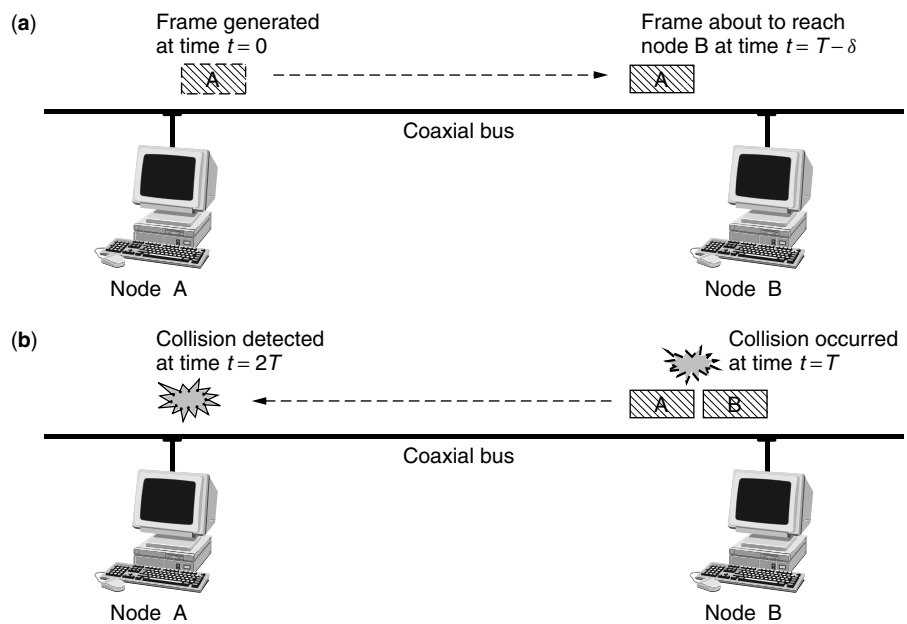 (a)
Frame generated
at time t = 0
Frame about to reach
node B at time t = T – δ
A
A
Coaxial bus
Node A
Node B
(b)
Collision detected
at time t = 2T
Collision occurred
at time t = T
A
B
Coaxial bus
Node A
Node B